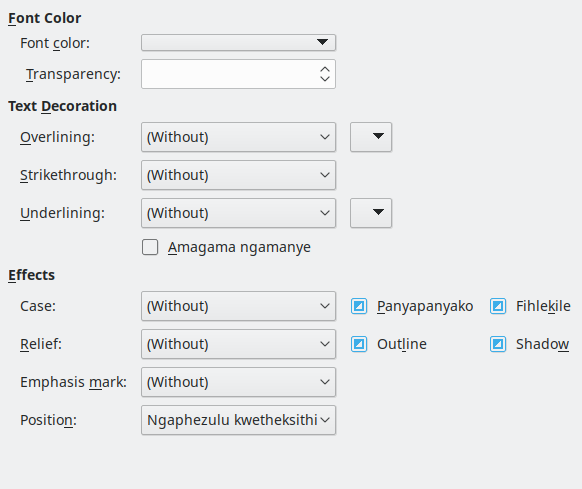 Font Color
Font color:
Transparency:
Text Decoration
Overlining: (Without)
Strikethrough: (Without)
Underlining: (Without)
Amagama ngamanye
Effects
Case: (Without) Panyapanyako Fihlekile
Relief: (Without) Outline Shadow
Emphasis mark: (Without)
Position: Ngaphezulu kwetheksithi